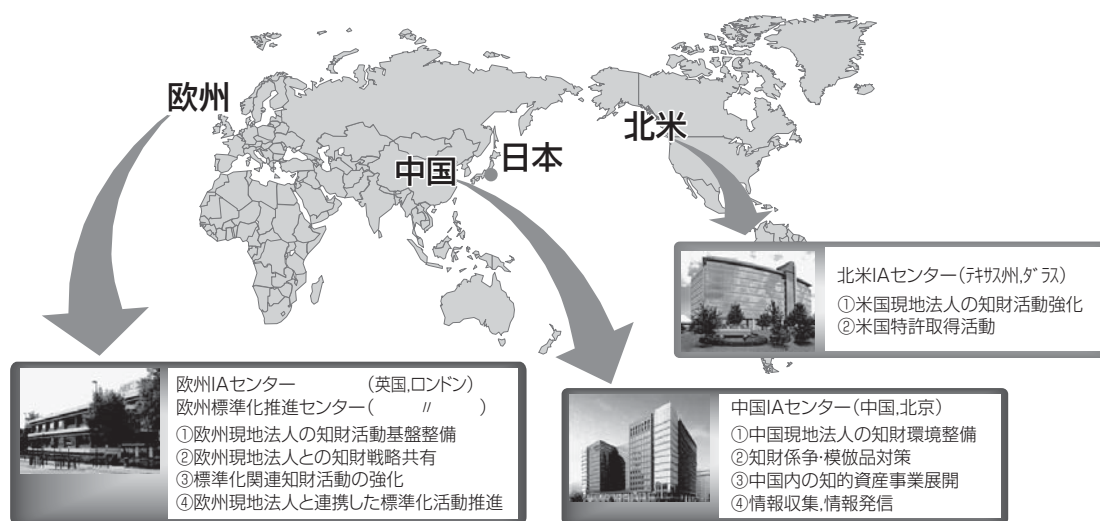 欧州
中国
日本
北米
北米IAセンター(テキサス州,ダラス)
①米国現地法人の知財活動強化
②米国特許取得活動
欧州IAセンター (英国,ロンドン)
欧州標準化推進センター( 〃 )
①欧州現地法人の知財活動基盤整備
②欧州現地法人との知財戦略共有
③標準化関連知財活動の強化
④欧州現地法人と連携した標準化活動推進
中国IAセンター(中国,北京)
①中国現地法人の知財環境整備
②知財係争・模倣品対策
③中国内の知的資産事業展開
④情報収集,情報発信